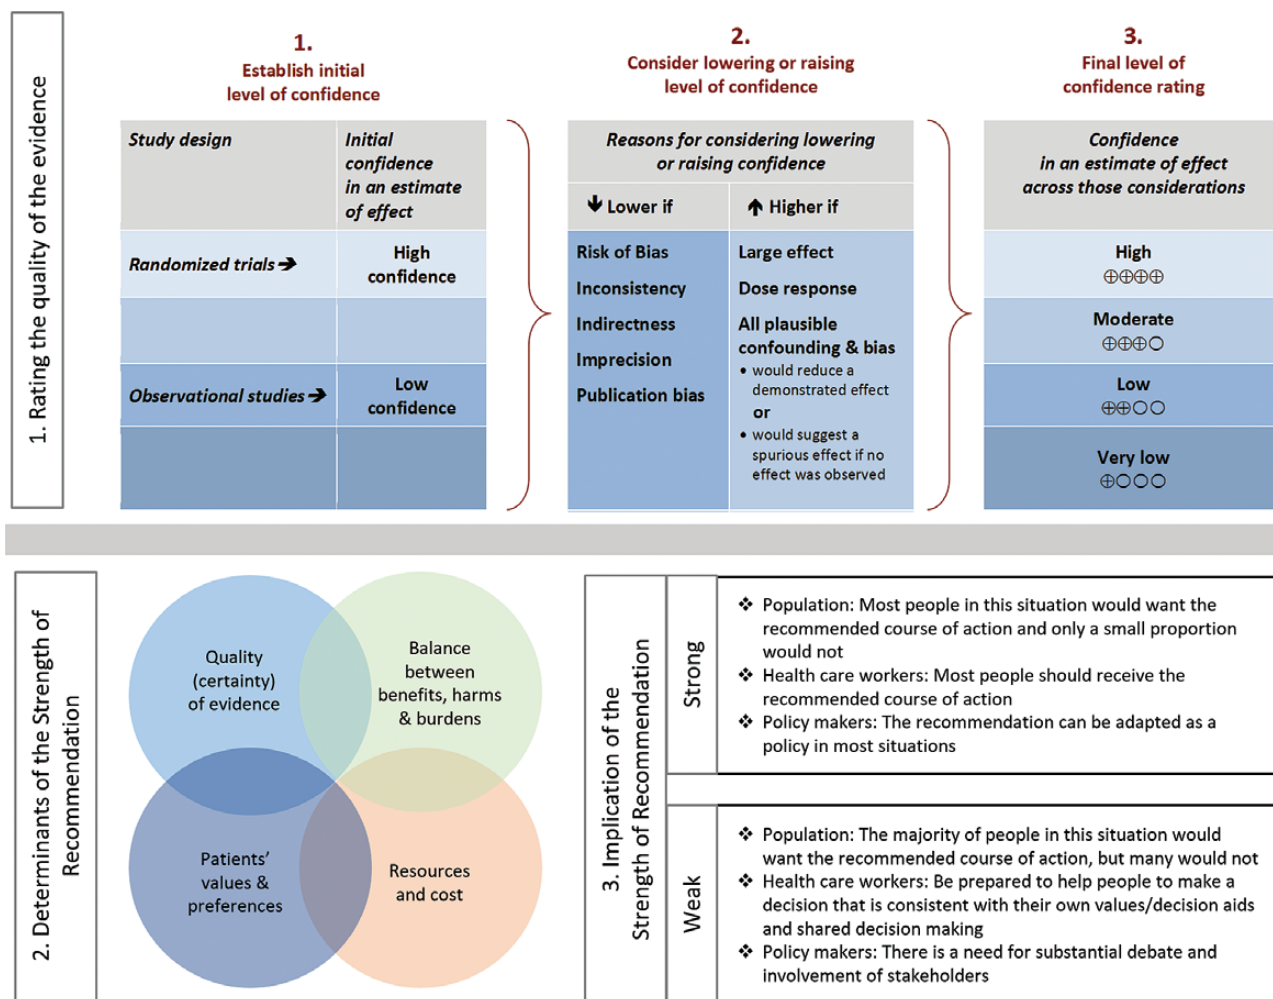 1. Rating the quality of the evidence
1.
Establish initial
level of confidence
Study design
Initial
confidence
in an estimate
of effect
Randomized trials ➔
High
confidence
Observational studies ➔
Low
confidence
2.
Consider lowering or raising
level of confidence
Reasons for considering lowering
or raising confidence
🡇 Lower if
🡅 Higher if
Risk of Bias
Inconsistency
Indirectness
Imprecision
Publication bias
Large effect
Dose response
All plausible
confounding & bias
• would reduce a
demonstrated effect
or
• would suggest a
spurious effect if no
effect was observed
3.
Final level of
confidence rating
Confidence
in an estimate of effect
across those considerations
High
⊕⊕⊕⊕
Moderate
⊕⊕⊕○
Low
⊕⊕○○
Very low
⊕○○○
2. Determinants of the Strength of
Recommendation
Quality
(certainty)
of evidence
Balance
between
benefits, harms
& burdens
Patients’
values &
preferences
Resources
and cost
3. Implication of the
Strength of Recommendation
Strong
❖ Population: Most people in this situation would want the
recommended course of action and only a small proportion
would not
❖ Health care workers: Most people should receive the
recommended course of action
❖ Policy makers: The recommendation can be adapted as a
policy in most situations
Weak
❖ Population: The majority of people in this situation would
want the recommended course of action, but many would not
❖ Health care workers: Be prepared to help people to make a
decision that is consistent with their own values/decision aids
and shared decision making
❖ Policy makers: There is a need for substantial debate and
involvement of stakeholders